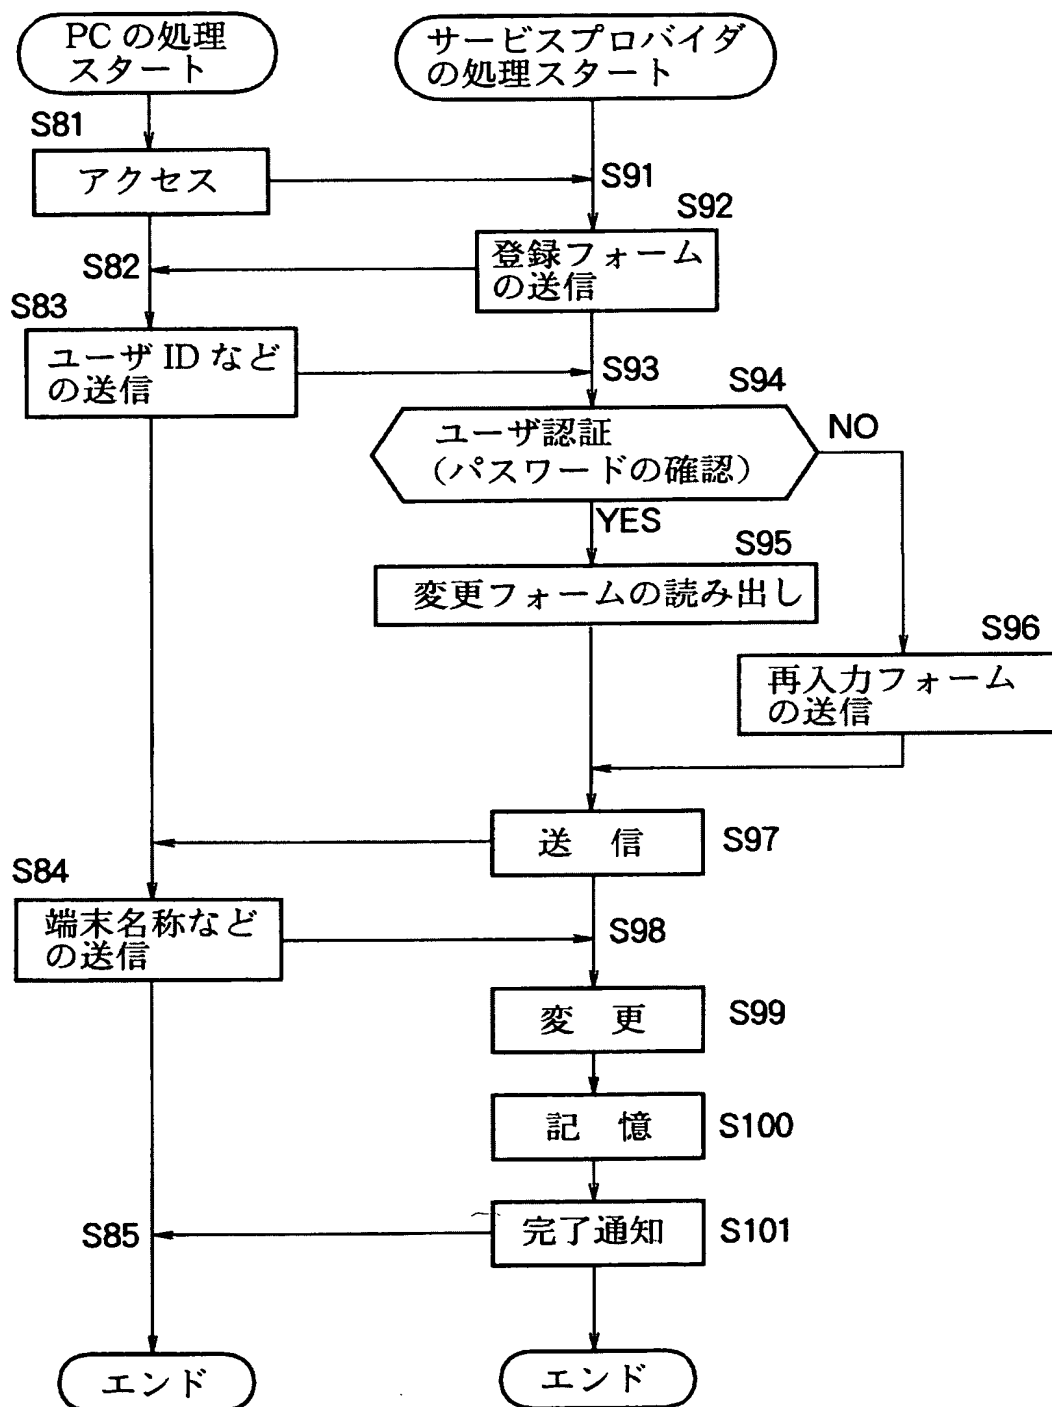 PC の処理
スタート
サービスプロバイダ
の処理スタート
S81
アクセス
S91
S92
登録フォーム
の送信
S82
S83
ユーザ ID など
の送信
S93
S94
ユーザ認証
（パスワードの確認）
NO
YES
S95
変更フォームの読み出し
S96
再入力フォーム
の送信
送 信
S97
S84
端末名称など
の送信
S98
変 更
S99
記 憶
S100
S85
完了通知
S101
エンド
エンド